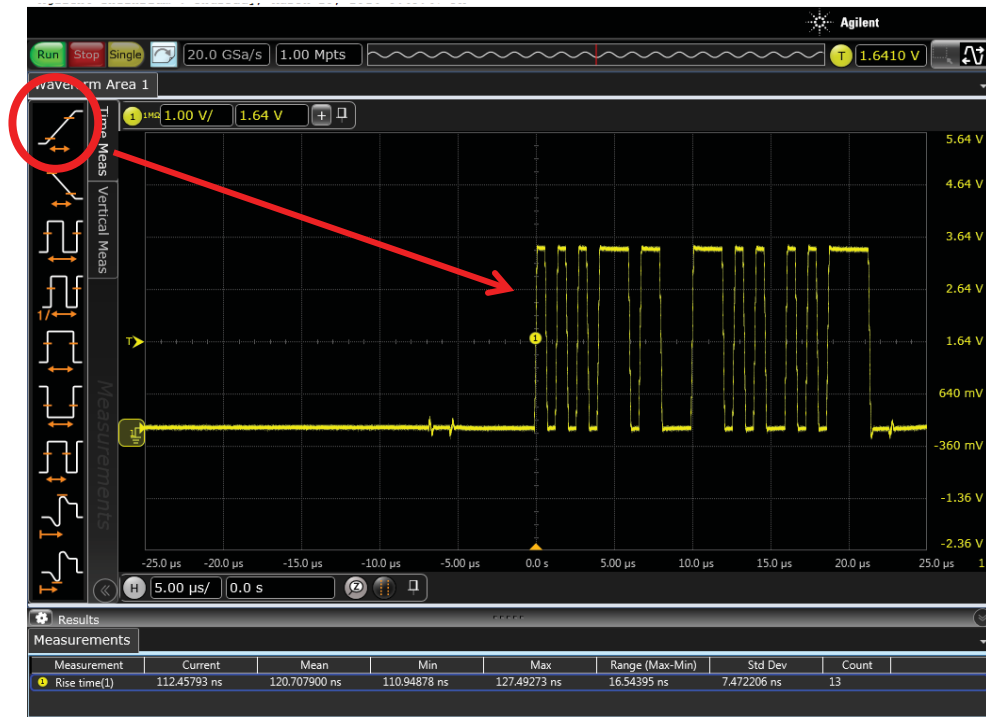 Agilent
Run Stop Single 20.0 GSa/s 1.00 Mpts T 1.6410 V
Waveform Area 1
Time Meas
Vertical Meas
Measurements
1 1MΩ 1.00 V/ 1.64 V +
5.64 V
4.64 V
3.64 V
2.64 V
1.64 V
640 mV
-360 mV
-1.36 V
-2.36 V
T
1
1
1/
-25.0 µs -20.0 µs -15.0 µs -10.0 µs -5.00 µs 0.0 s 5.00 µs 10.0 µs 15.0 µs 20.0 µs 25.0 µs 1
H 5.00 µs/ 0.0 s Z
Results
Measurements
Measurement Current Mean Min Max Range (Max-Min) Std Dev Count
1 Rise time(1) 112.45793 ns 120.707900 ns 110.94878 ns 127.49273 ns 16.54395 ns 7.472206 ns 13